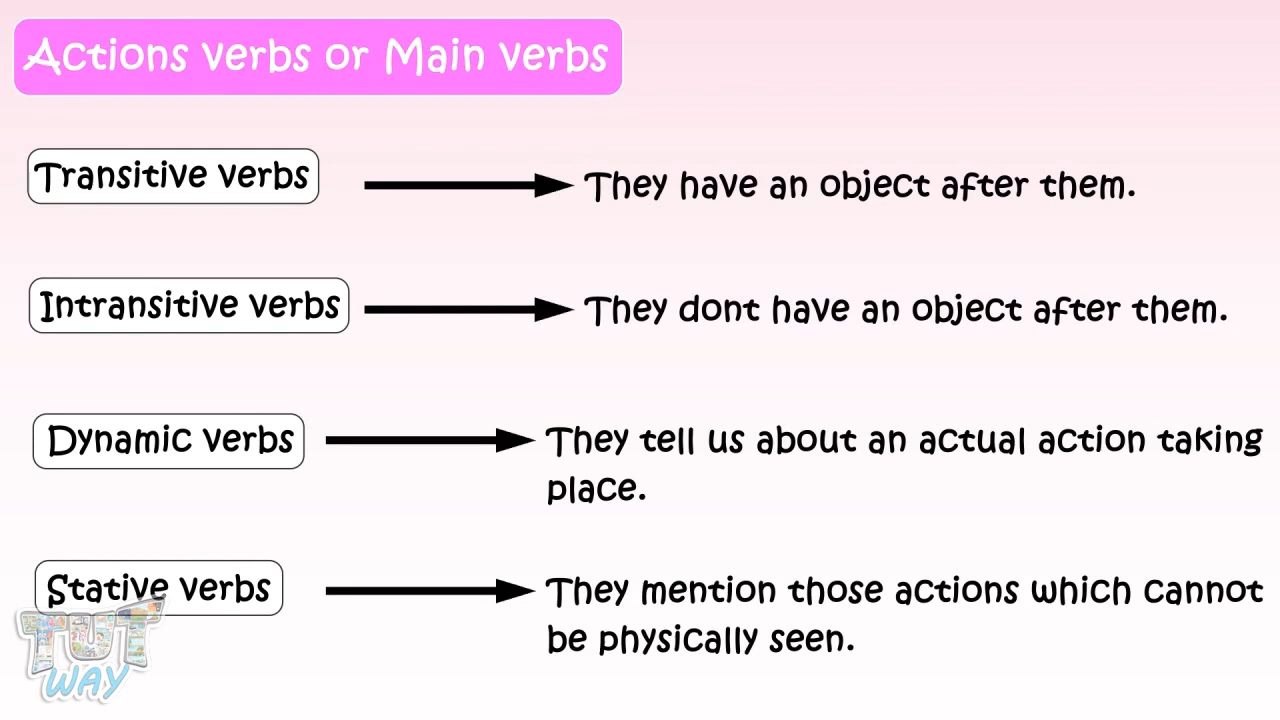 Actions verbs or Main verbs
Transitive verbs
They have an object after them.
Intransitive verbs
They dont have an object after them.
Dynamic verbs
They tell us about an actual action taking
place.
Stative verbs
They mention those actions which cannot
be physically seen.
TUT
WAY